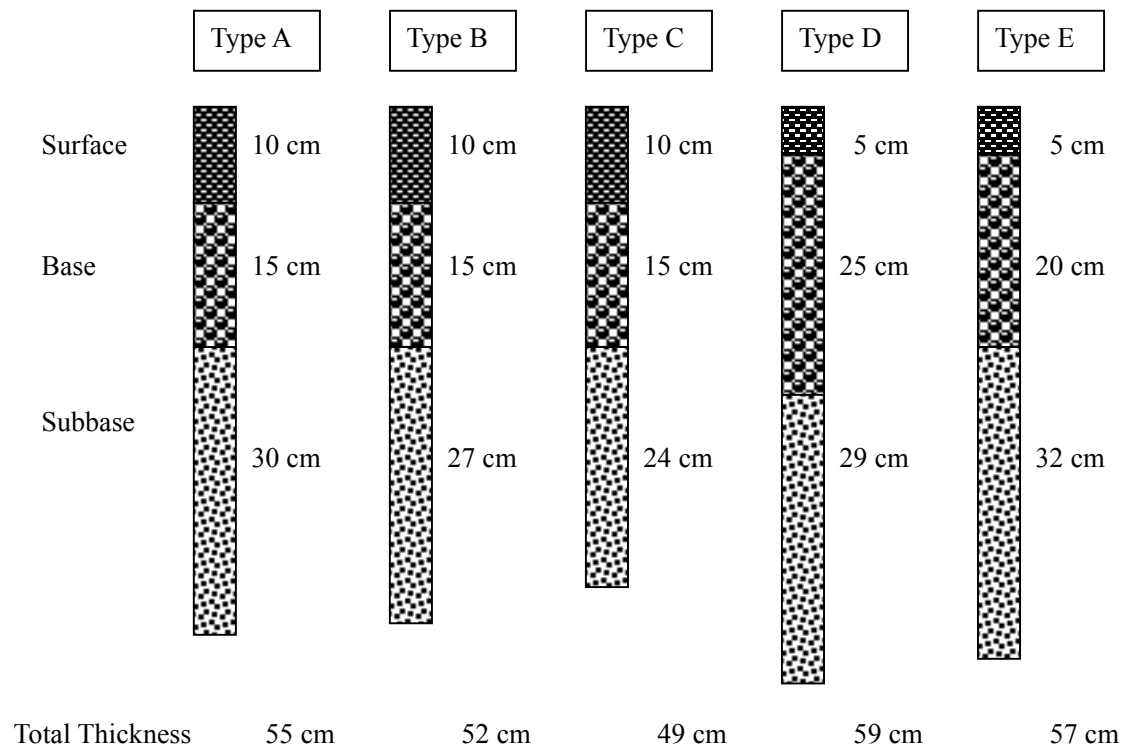 Type A Type B Type C Type D Type E
Surface 10 cm 10 cm 10 cm 5 cm 5 cm
Base 15 cm 15 cm 15 cm 25 cm 20 cm
Subbase
30 cm 27 cm 24 cm 29 cm 32 cm
Total Thickness 55 cm 52 cm 49 cm 59 cm 57 cm